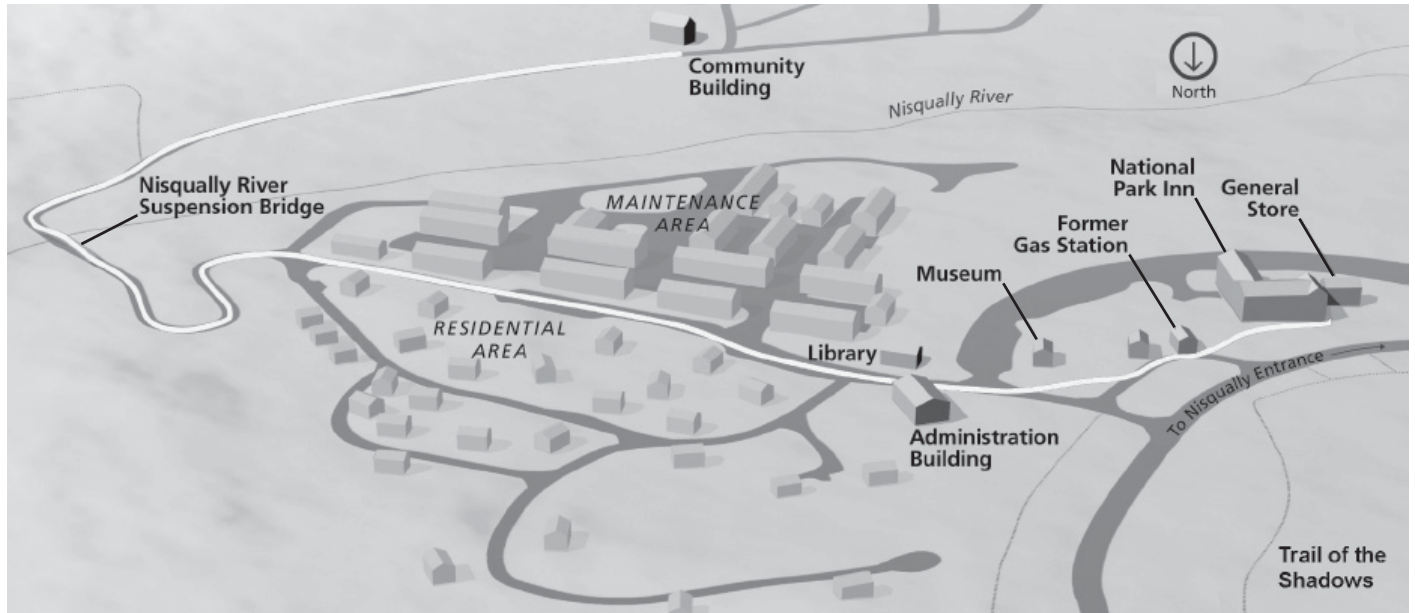 Community
Building
North
Nisqually River
Nisqually River
Suspension Bridge
MAINTENANCE
AREA
National
Park Inn
General
Store
Former
Gas Station
Museum
RESIDENTIAL
AREA
Library
To Nisqually Entrance
Administration
Building
Trail of the
Shadows